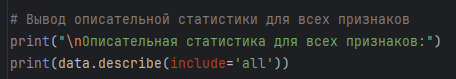 # Вывод описательной статистики для всех признаков
print("\nОписательная статистика для всех признаков:")
print(data.describe(include='all'))